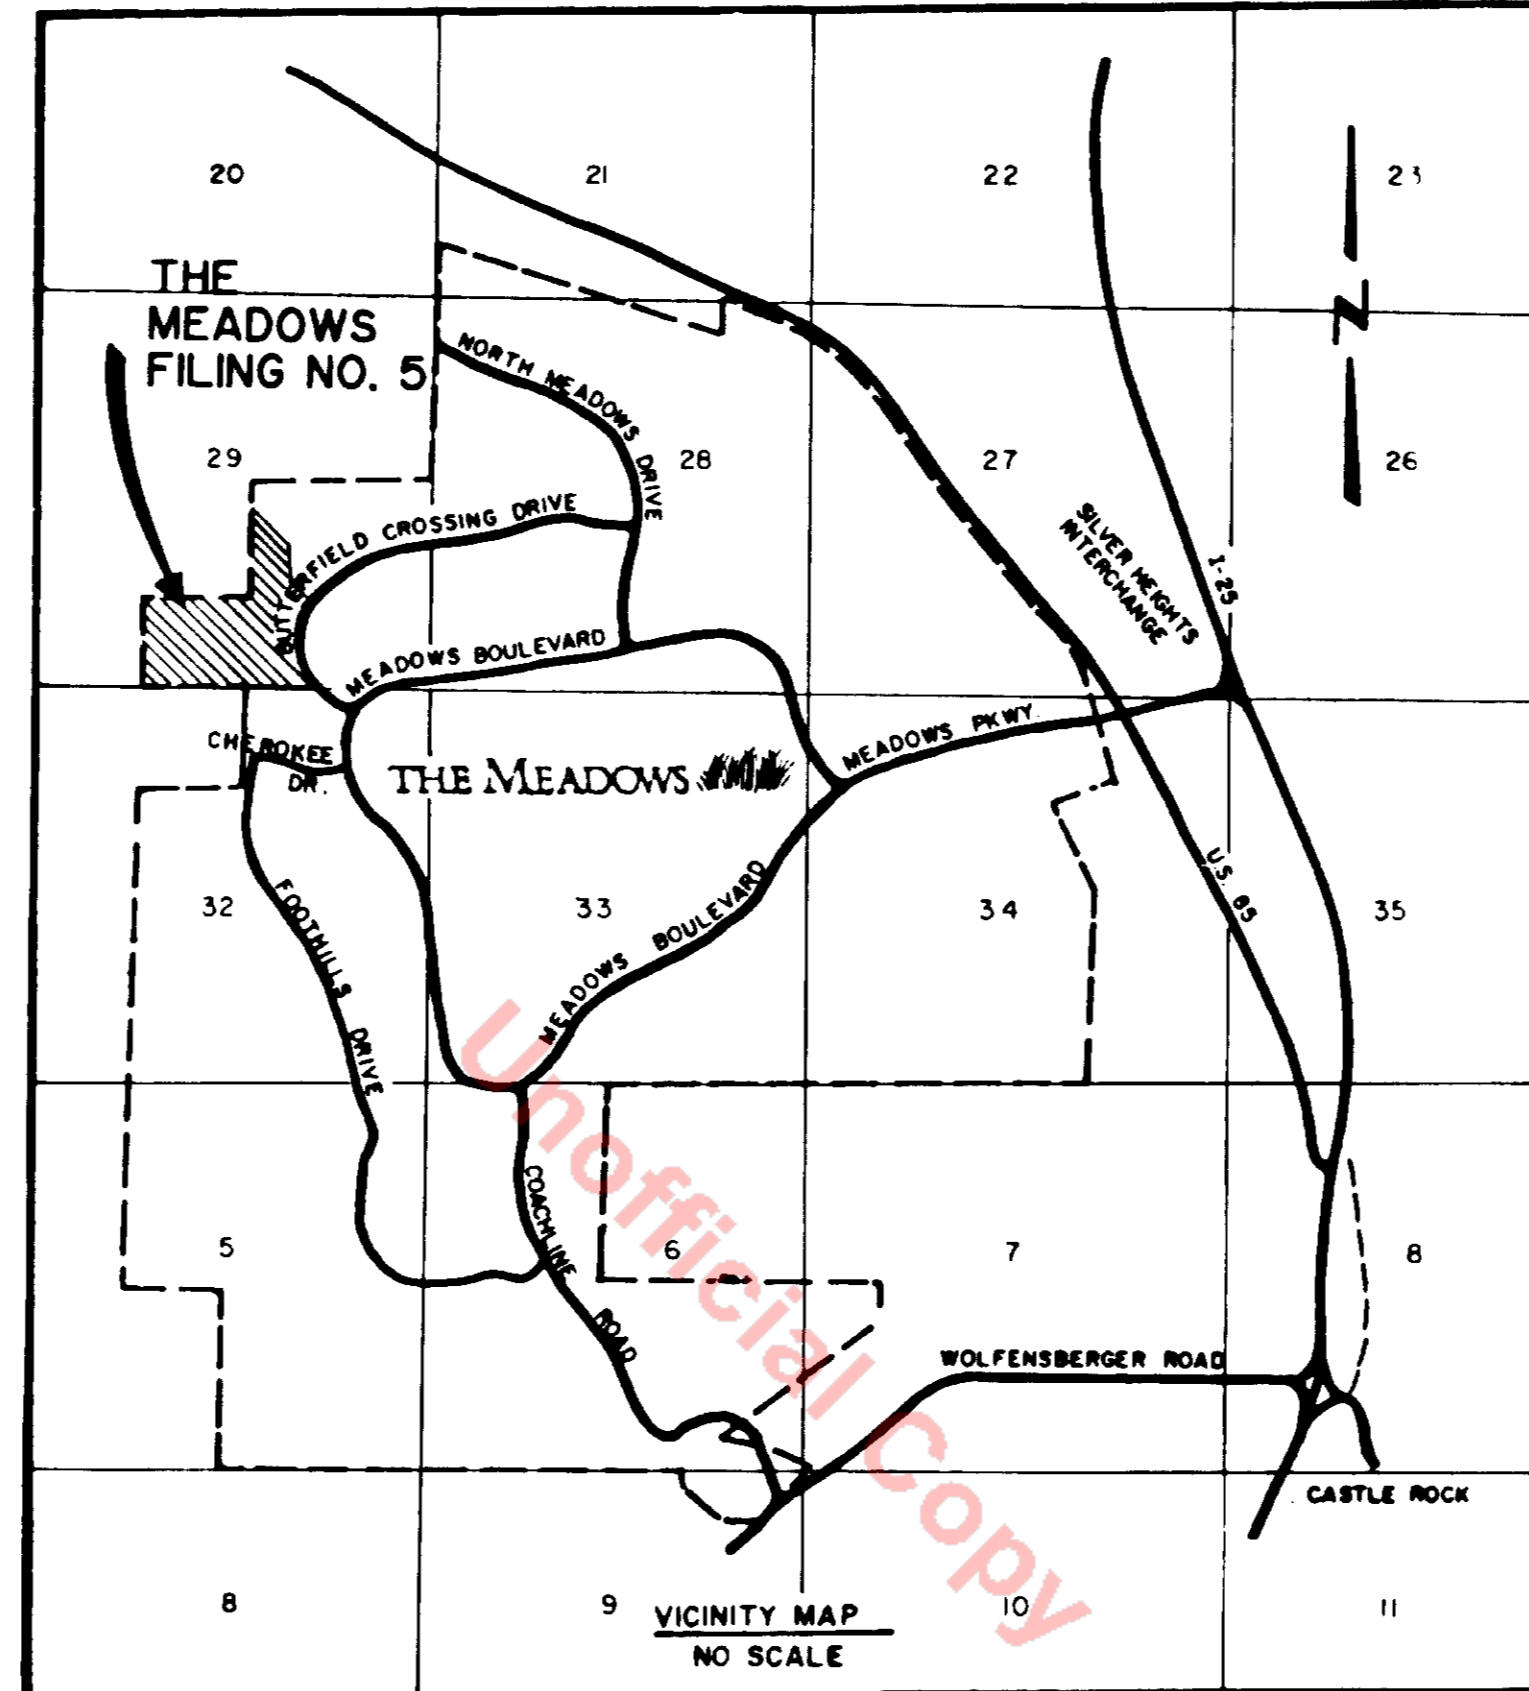 20
21
22
23
THE
MEADOWS
FILING NO. 5
N
NORTH MEADOWS DRIVE
29
28
27
26
BUTTERFIELD CROSSING DRIVE
SILVER HEIGHTS
INTERCHANGE
I-25
MEADOWS BOULEVARD
CHEROKEE
DR.
THE MEADOWS
MEADOWS PKWY.
32
33
34
35
FOOTHILLS DRIVE
MEADOWS BOULEVARD
U.S. 85
5
6
7
8
COACHLINE ROAD
WOLFENSBERGER ROAD
CASTLE ROCK
8
9
10
11
VICINITY MAP
NO SCALE
Unofficial Copy